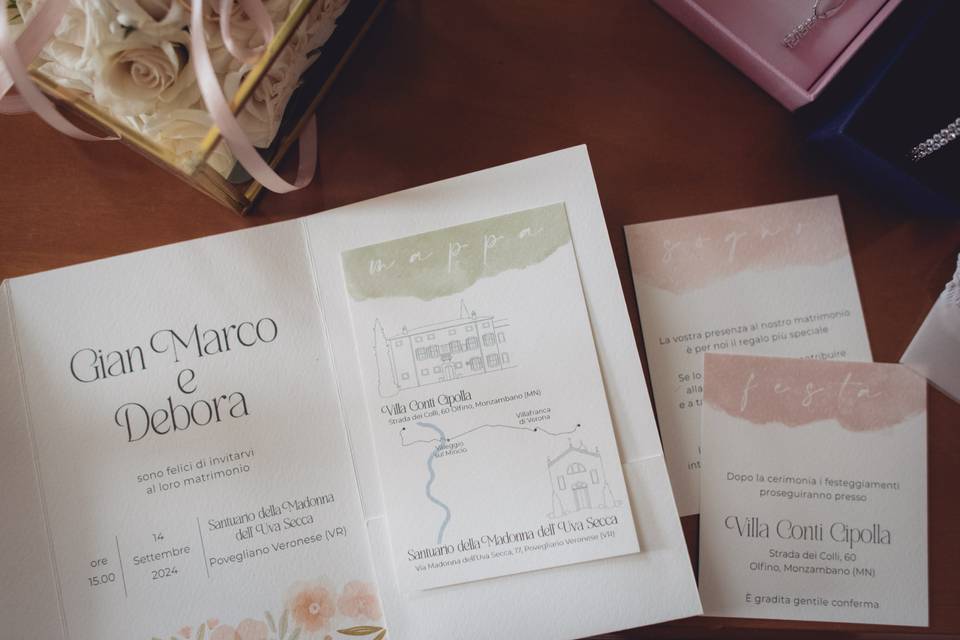 Gian Marco
e
Debora
sono felici di invitarvi
al loro matrimonio
ore
15.00
14
Settembre
2024
Santuario della Madonna
dell'Uva Secca
Povegliano Veronese (VR)
mappa
Villa Conti Cipolla
Strada dei Colli, 60 Olfino, Monzambano (MN)
Villafranca
di Verona
Valeggio
sul Mincio
Santuario della Madonna dell'Uva Secca
Via Madonna dell'Uva Secca, 17, Povegliano Veronese (VR)
sogno
La vostra presenza al nostro matrimonio
è per noi il regalo più speciale
Se lo
alla
e a
festa
Dopo la cerimonia i festeggiamenti
proseguiranno presso
Villa Conti Cipolla
Strada dei Colli, 60
Olfino, Monzambano (MN)
È gradita gentile conferma